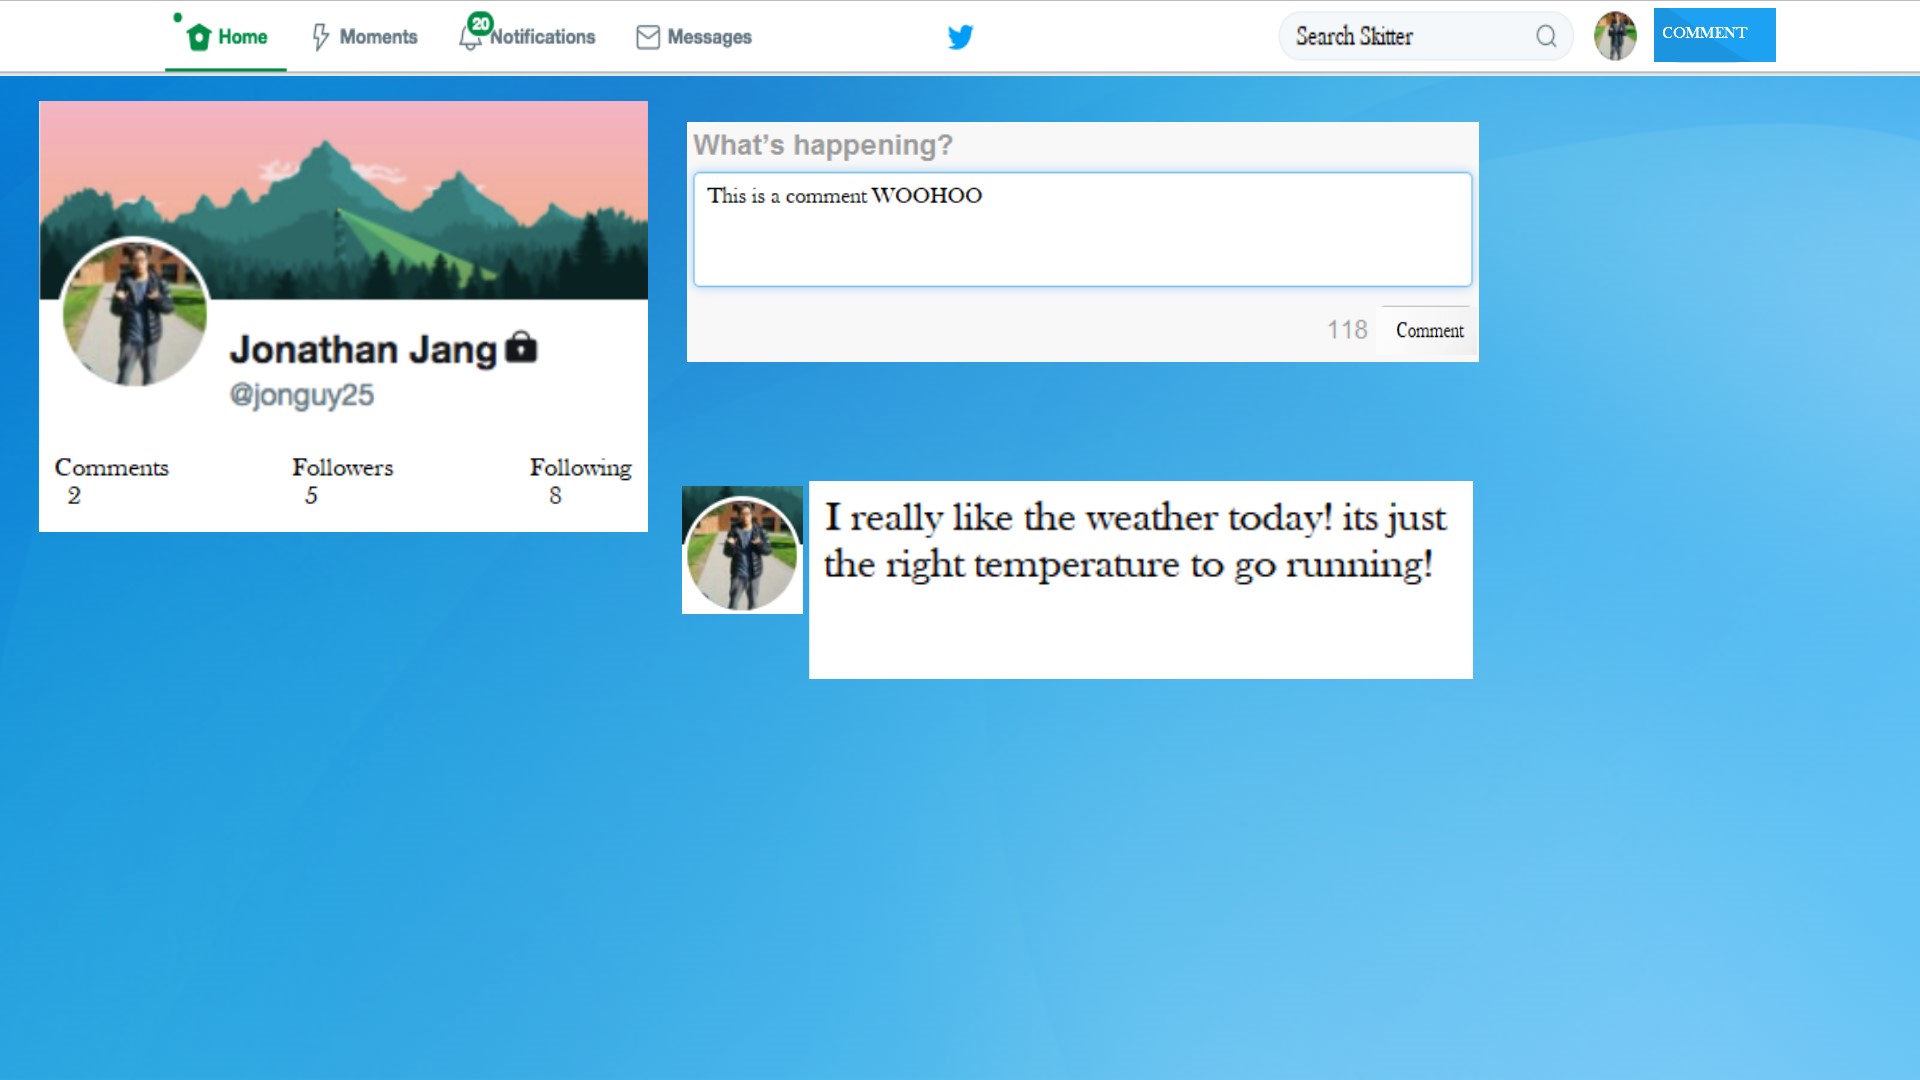 Home Moments 20 Notifications Messages Search Skitter COMMENT
What's happening?
This is a comment WOOHOO
118 Comment
Jonathan Jang
@jonguy25
Comments Followers Following
2 5 8
I really like the weather today! its just
the right temperature to go running!